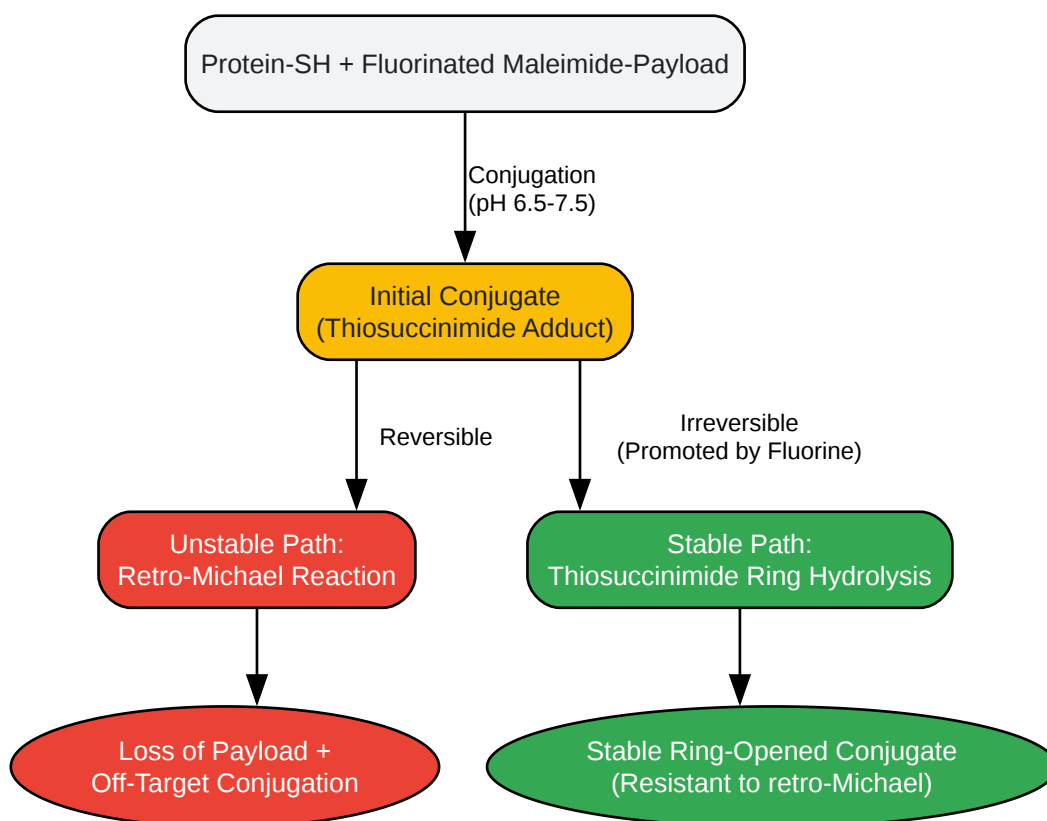 Protein-SH + Fluorinated Maleimide-Payload
Conjugation
(pH 6.5-7.5)
Initial Conjugate
(Thiosuccinimide Adduct)
Reversible
Irreversible
(Promoted by Fluorine)
Unstable Path:
Retro-Michael Reaction
Stable Path:
Thiosuccinimide Ring Hydrolysis
Loss of Payload +
Off-Target Conjugation
Stable Ring-Opened Conjugate
(Resistant to retro-Michael)